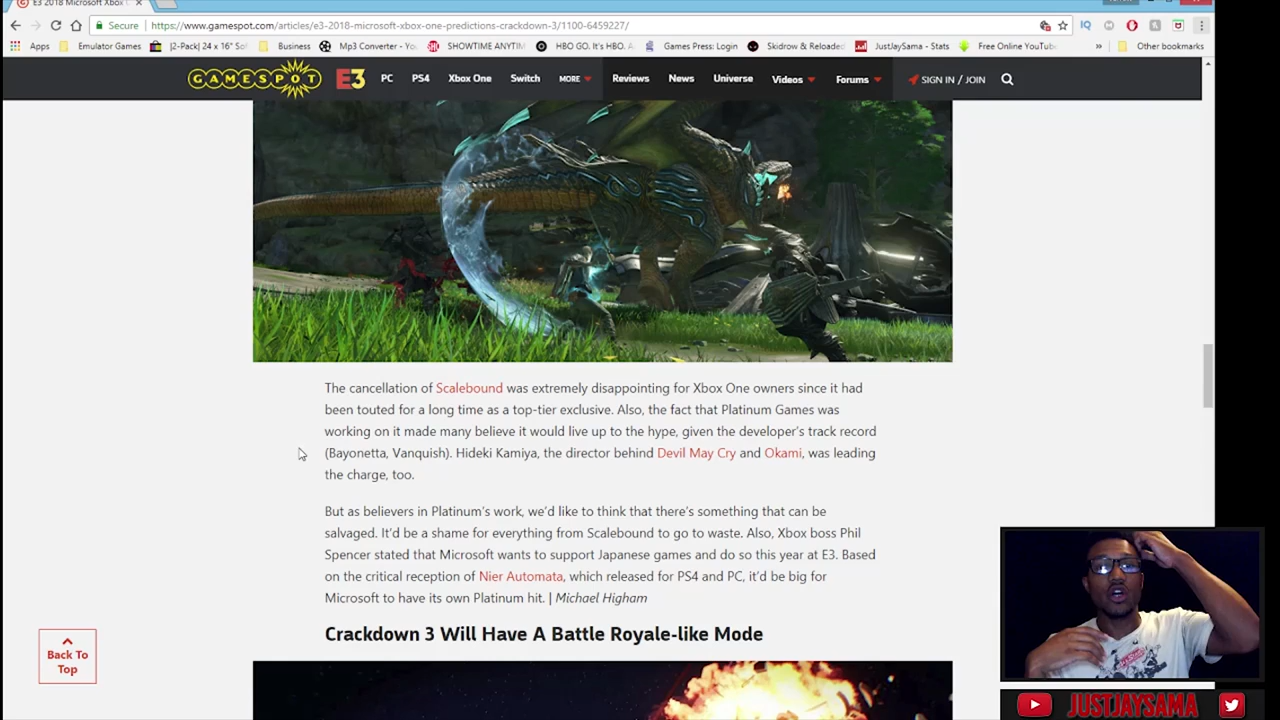 E3 2018 Microsoft Xbox
Secure https://www.gamespot.com/articles/e3-2018-microsoft-xbox-one-predictions-crackdown-3/1100-6459227/
Apps Emulator Games |2-Pack| 24 x 16" Sof Business Mp3 Converter - You SHOWTIME ANYTIM HBO GO. It's HBO. A Games Press: Login Skidrow & Reloaded JustJaySama - Stats Free Online YouTube » Other bookmarks
GAMESPOT E3 PC PS4 Xbox One Switch MORE Reviews News Universe Videos Forums SIGN IN / JOIN
The cancellation of Scalebound was extremely disappointing for Xbox One owners since it had
been touted for a long time as a top-tier exclusive. Also, the fact that Platinum Games was
working on it made many believe it would live up to the hype, given the developer's track record
(Bayonetta, Vanquish). Hideki Kamiya, the director behind Devil May Cry and Okami, was leading
the charge, too.
But as believers in Platinum's work, we'd like to think that there's something that can be
salvaged. It'd be a shame for everything from Scalebound to go to waste. Also, Xbox boss Phil
Spencer stated that Microsoft wants to support Japanese games and do so this year at E3. Based
on the critical reception of Nier Automata, which released for PS4 and PC, it'd be big for
Microsoft to have its own Platinum hit. | Michael Higham
Crackdown 3 Will Have A Battle Royale-like Mode
Back To
Top
JUSTJAYSAMA